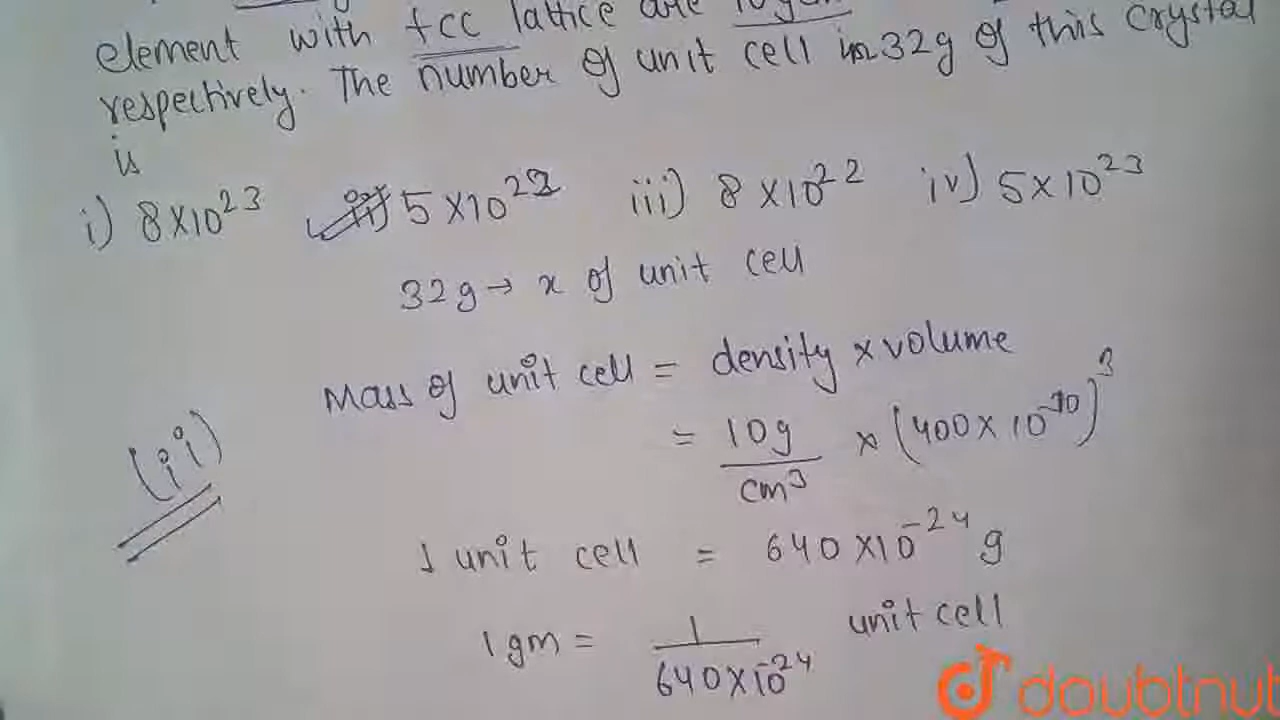 element with fcc lattice are
respectively. The number of unit cell in 32g of this crystal
is
i) 8×10²³ ii) 5×10²² iii) 8×10²² iv) 5×10²³
32g → x of unit cell
Mass of unit cell = density × volume
= 10g/cm³ × (400×10⁻¹⁰)³
(ii)
1 unit cell = 640×10⁻²⁴ g
1gm = 1/640×10⁻²⁴ unit cell
doubtnut